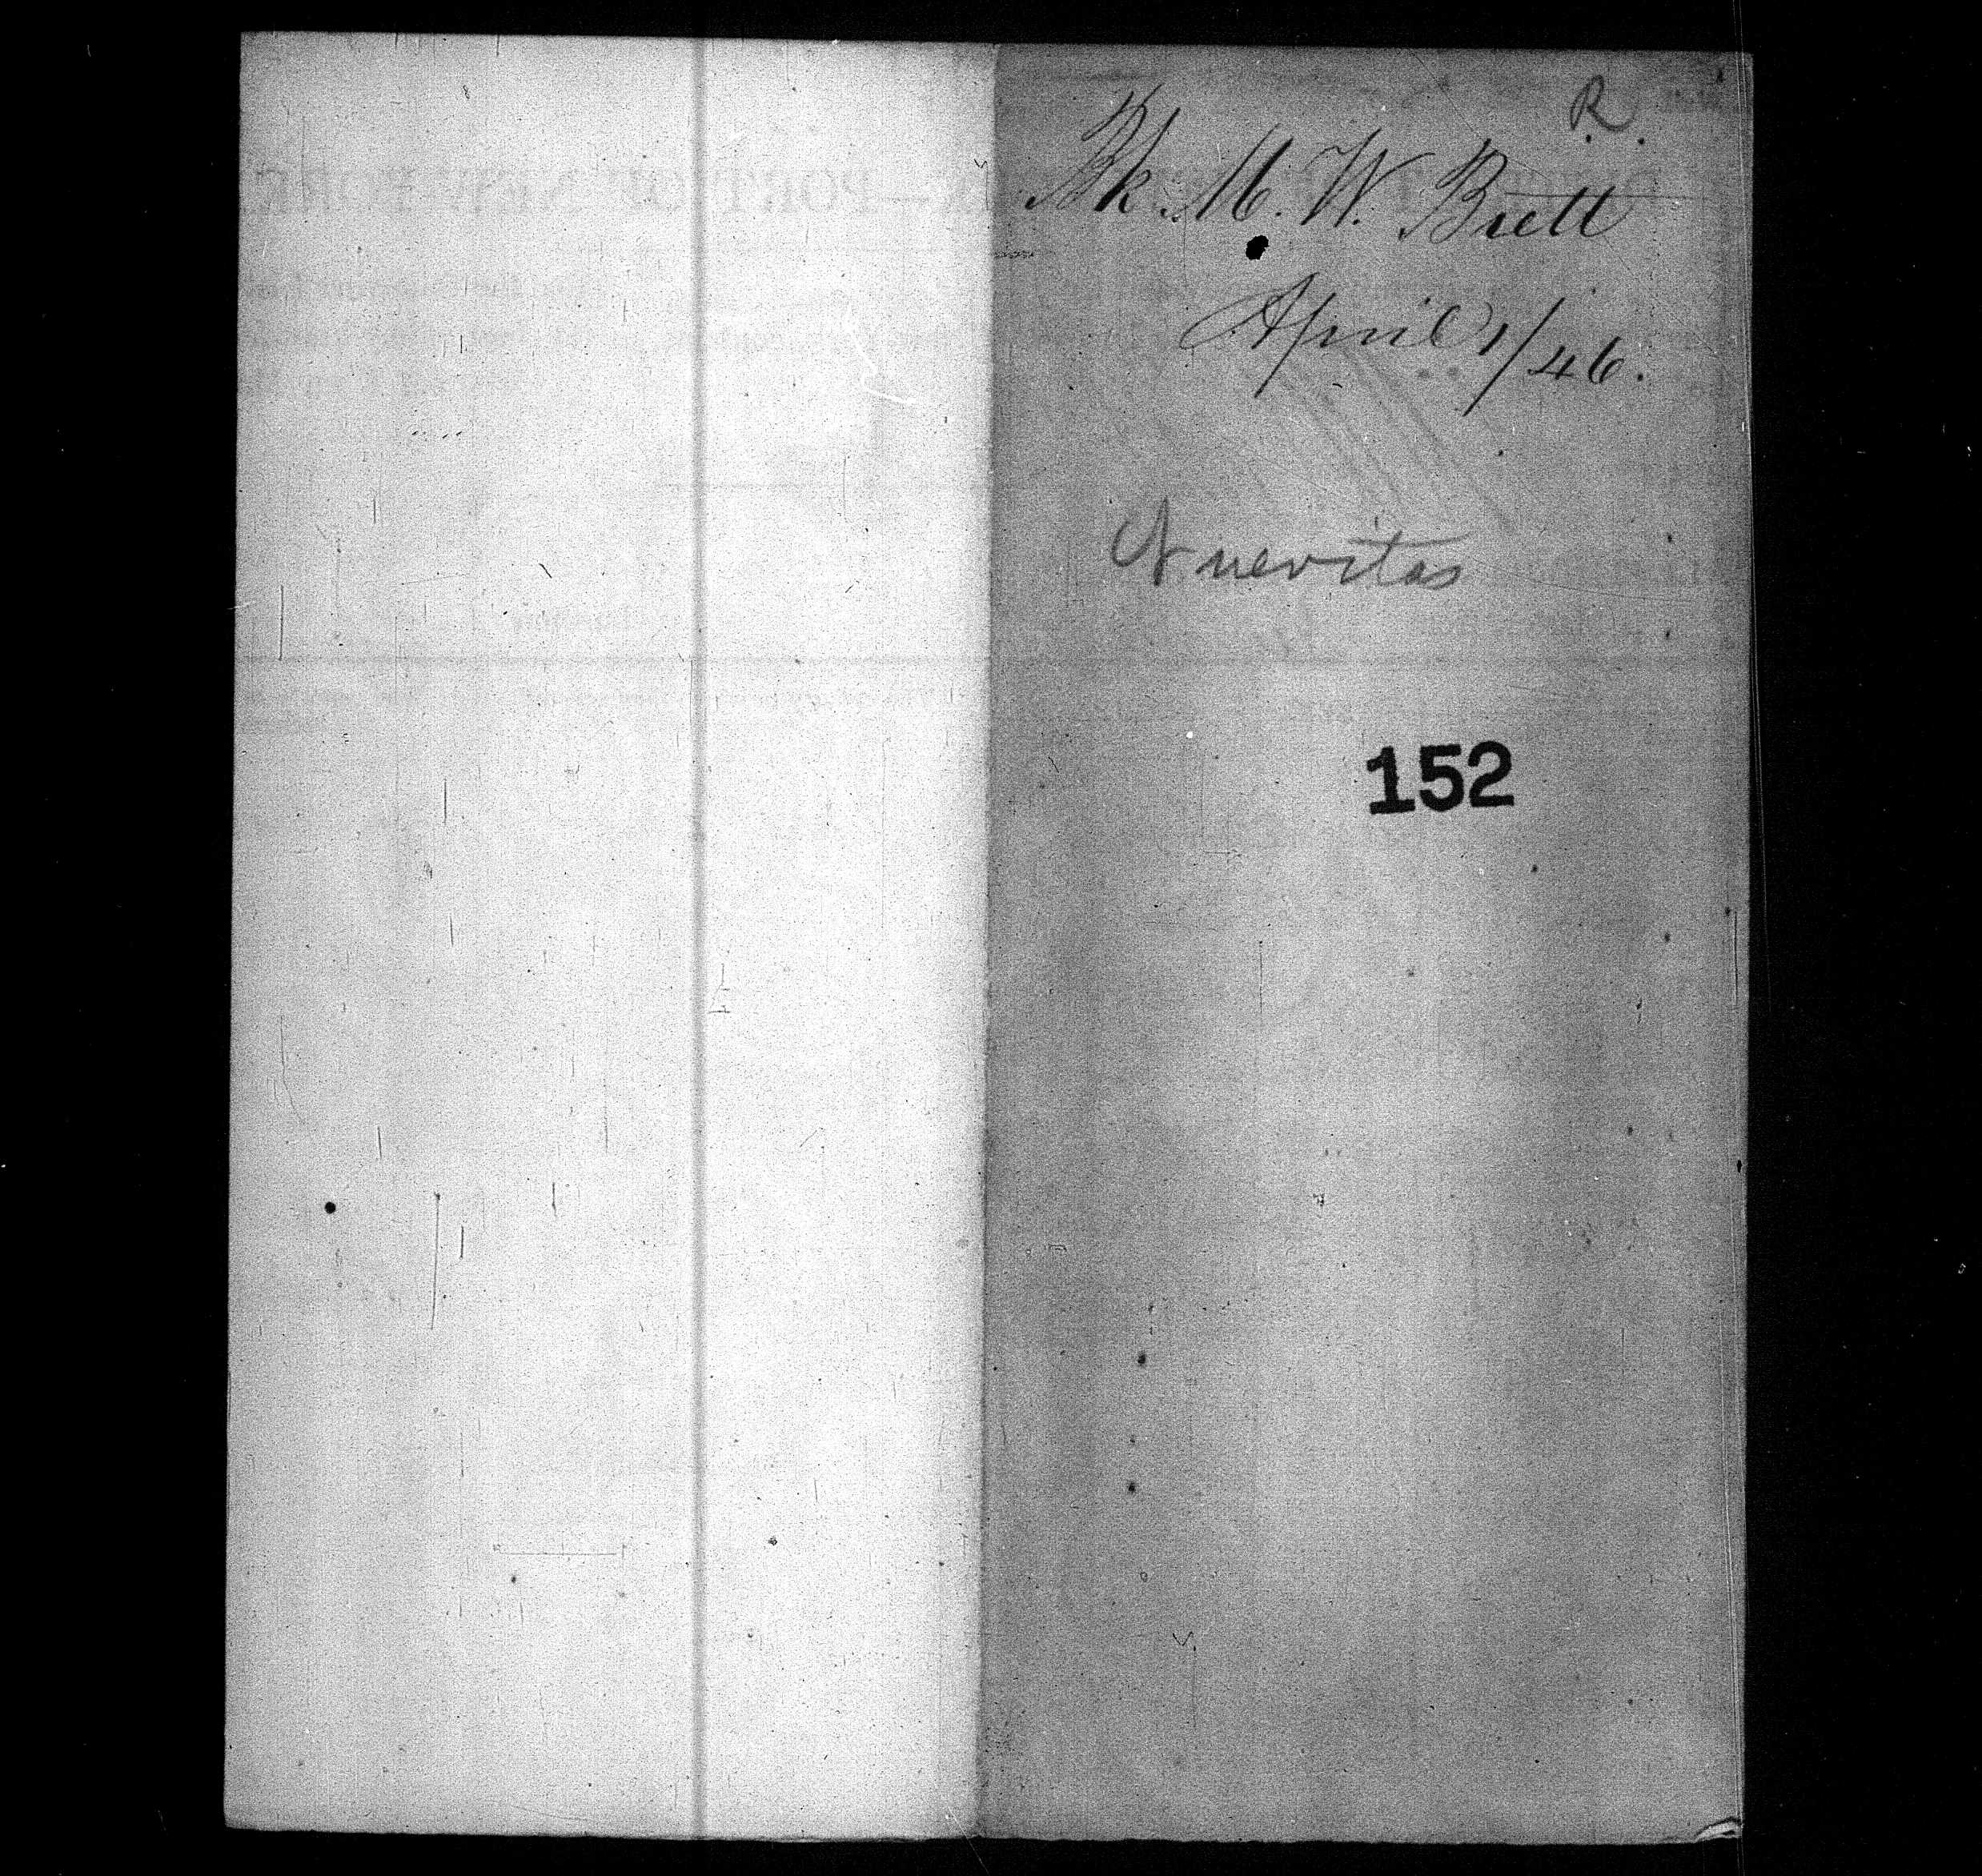 R.
Bk. M. W. Brett
April 1/46.
Nuevitas
152